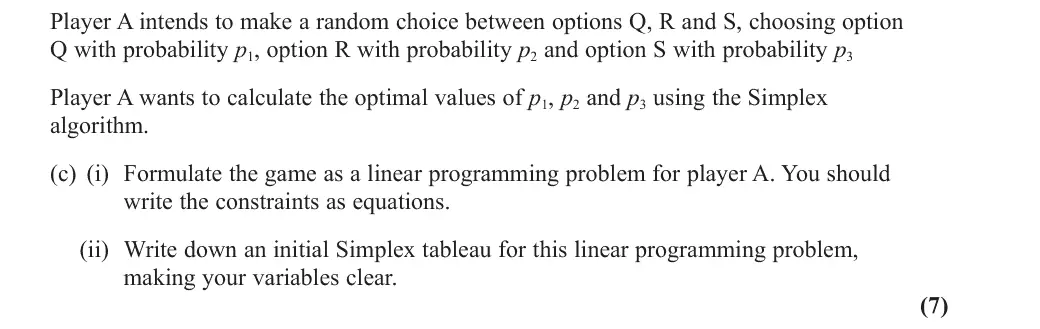 Player A intends to make a random choice between options Q, R and S, choosing option
Q with probability p₁, option R with probability p₂ and option S with probability p₃
Player A wants to calculate the optimal values of p₁, p₂ and p₃ using the Simplex
algorithm.
(c) (i) Formulate the game as a linear programming problem for player A. You should
write the constraints as equations.
(ii) Write down an initial Simplex tableau for this linear programming problem,
making your variables clear.
(7)